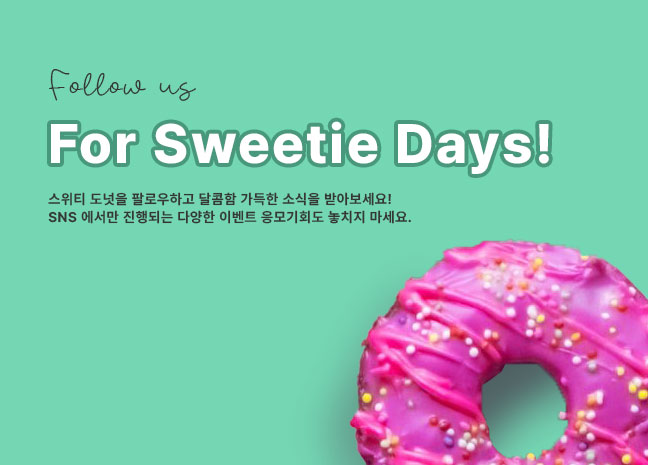 Follow us
For Sweetie Days!
스위티 도넛을 팔로우하고 달콤함 가득한 소식을 받아보세요!
SNS 에서만 진행되는 다양한 이벤트 응모기회도 놓치지 마세요.